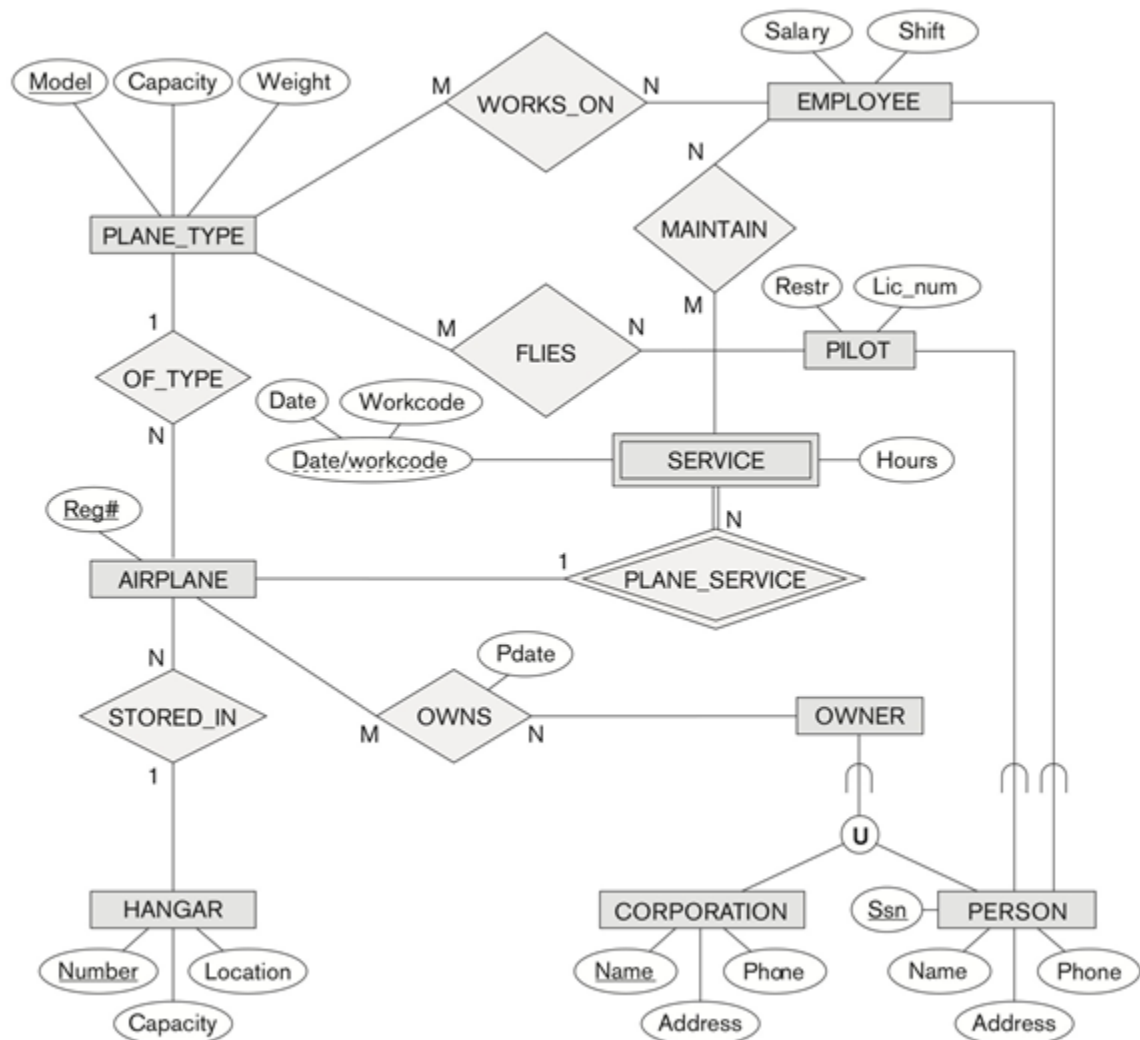 Salary
Shift
Model
Capacity
Weight
M
WORKS_ON
N
EMPLOYEE
N
PLANE_TYPE
MAINTAIN
M
Restr
Lic_num
1
M
FLIES
N
PILOT
OF_TYPE
Date
Workcode
N
Date/workcode
SERVICE
Hours
Reg#
N
AIRPLANE
1
PLANE_SERVICE
N
Pdate
STORED_IN
M
OWNS
N
OWNER
1
U
HANGAR
CORPORATION
Ssn
PERSON
Number
Location
Name
Phone
Name
Phone
Capacity
Address
Address